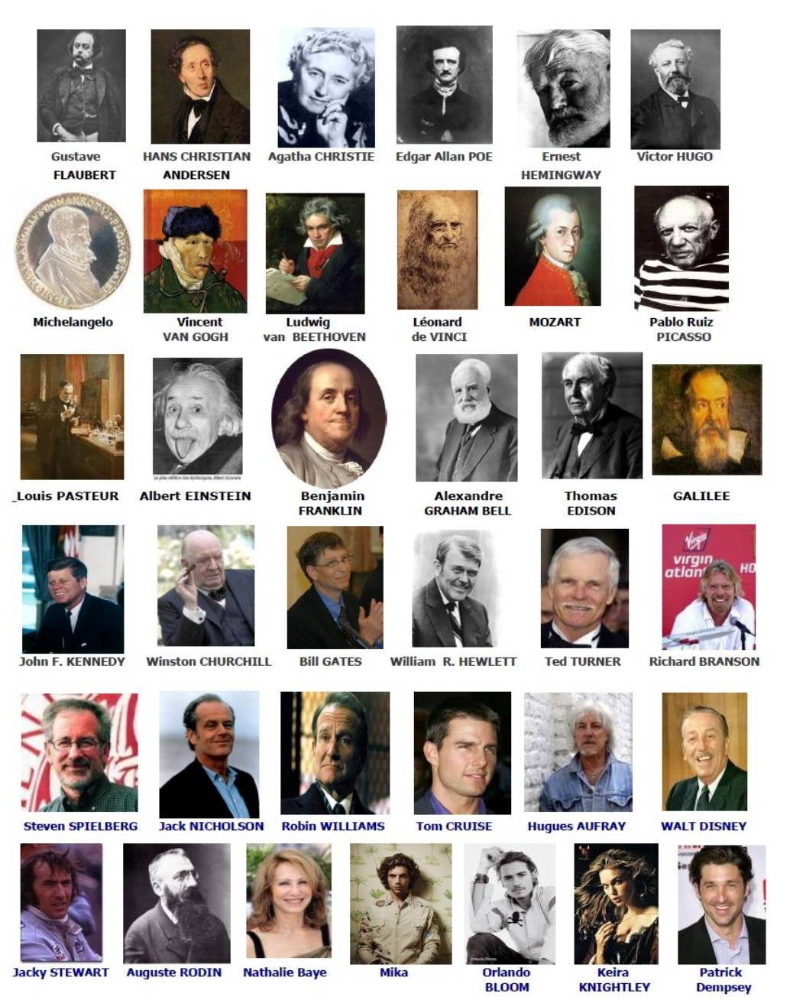 Gustave
FLAUBERT
HANS CHRISTIAN
ANDERSEN
Agatha CHRISTIE
Edgar Allan POE
Ernest
HEMINGWAY
Victor HUGO
Michelangelo
Vincent
VAN GOGH
Ludwig
van BEETHOVEN
Léonard
de VINCI
MOZART
Pablo Ruiz
PICASSO
_Louis PASTEUR
Albert EINSTEIN
Benjamin
FRANKLIN
Alexandre
GRAHAM BELL
Thomas
EDISON
GALILEE
Virgin
virgin
atlan
HO
John F. KENNEDY
Winston CHURCHILL
Bill GATES
William R. HEWLETT
Ted TURNER
Richard BRANSON
Steven SPIELBERG
Jack NICHOLSON
Robin WILLIAMS
Tom CRUISE
Hugues AUFRAY
WALT DISNEY
Jacky STEWART
Auguste RODIN
Nathalie Baye
Mika
Orlando
BLOOM
Keira
KNIGHTLEY
Patrick
Dempsey